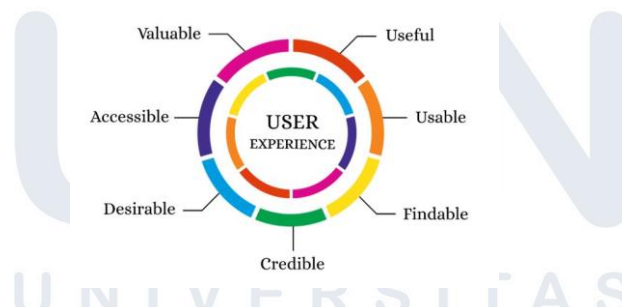 Valuable
Useful
Accessible
USER
EXPERIENCE
Usable
Desirable
Findable
Credible
UNIVERSITAS